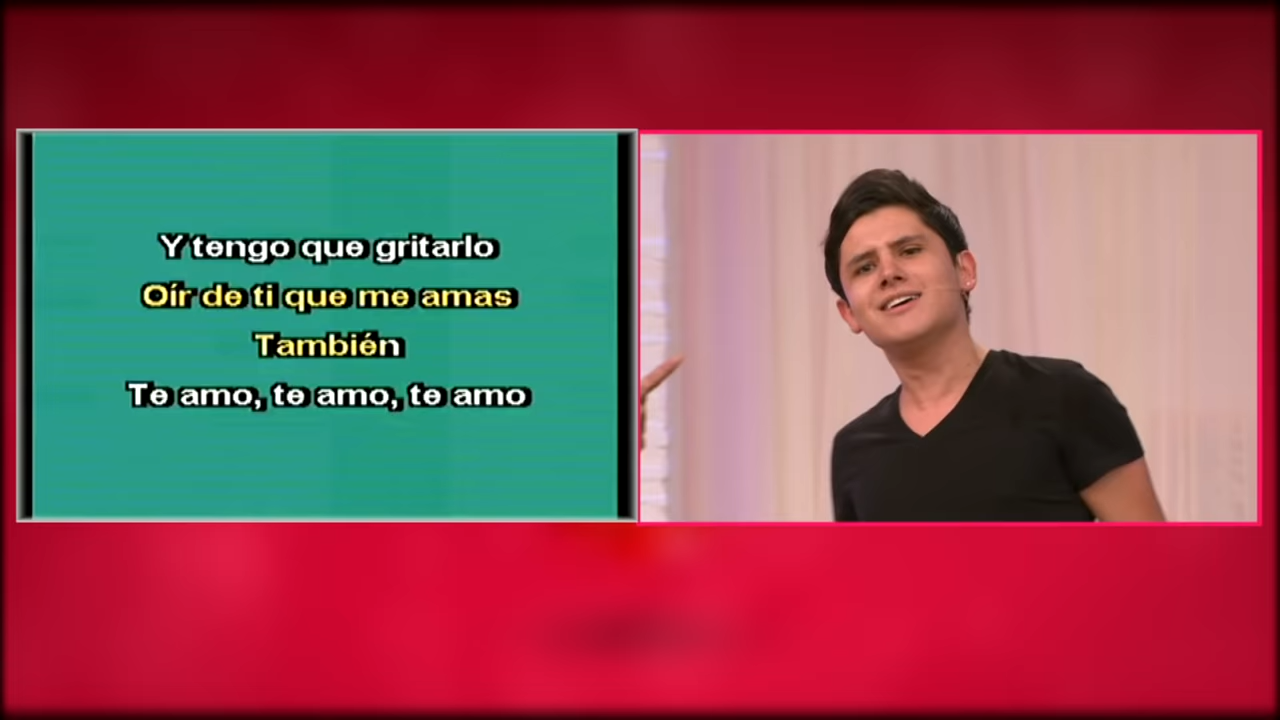 Y tengo que gritarlo
Oír de ti que me amas
También
Te amo, te amo, te amo